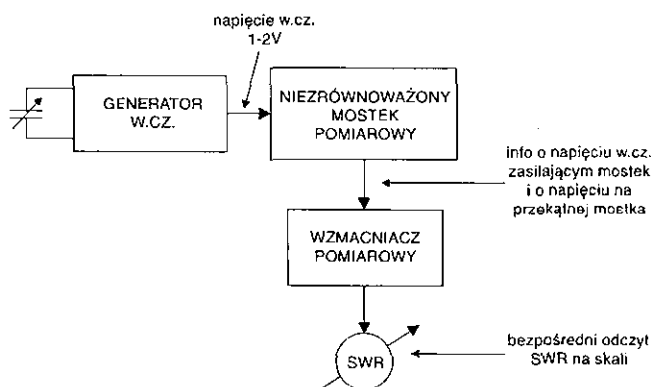 napięcie w.cz.
1-2V
GENERATOR
W.CZ.
NIEZRÓWNOWAŻONY
MOSTEK
POMIAROWY
info o napięciu w.cz.
zasilającym mostek
i o napięciu na
przekątnej mostka
WZMACNIACZ
POMIAROWY
SWR
bezpośredni odczyt
SWR na skali